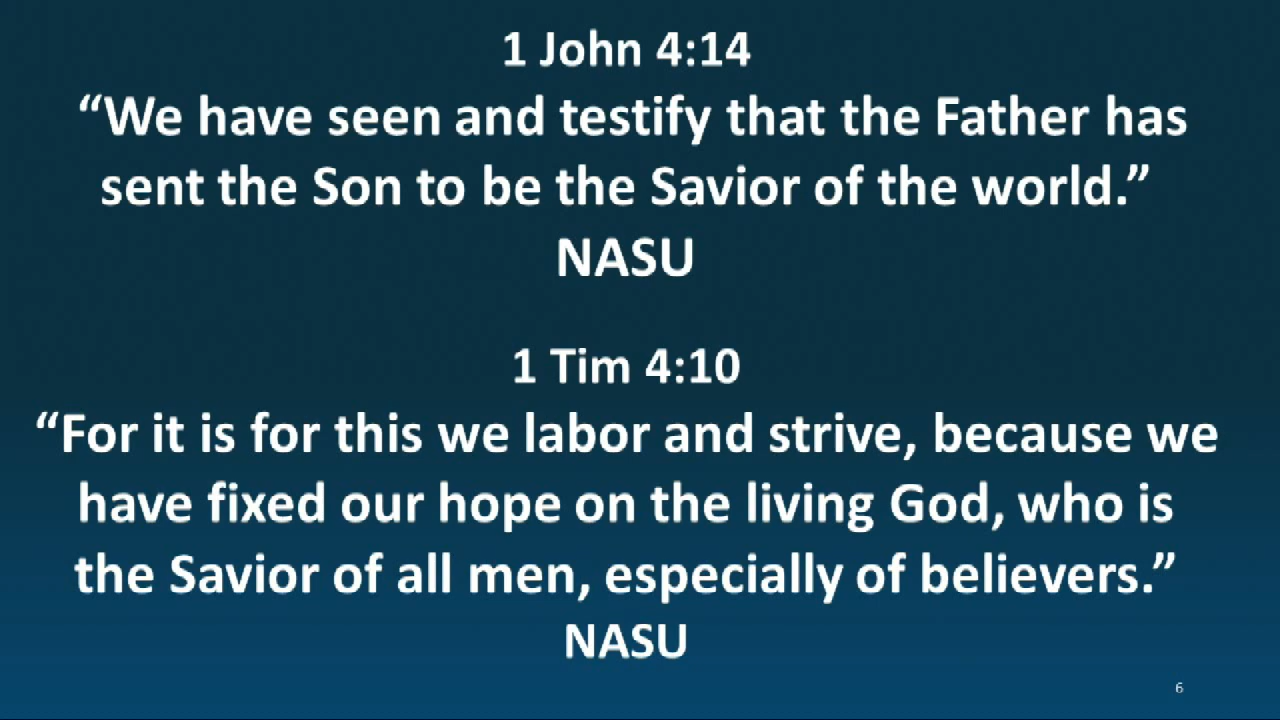 1 John 4:14
“We have seen and testify that the Father has
sent the Son to be the Savior of the world.”
NASU
1 Tim 4:10
“For it is for this we labor and strive, because we
have fixed our hope on the living God, who is
the Savior of all men, especially of believers.”
NASU
6